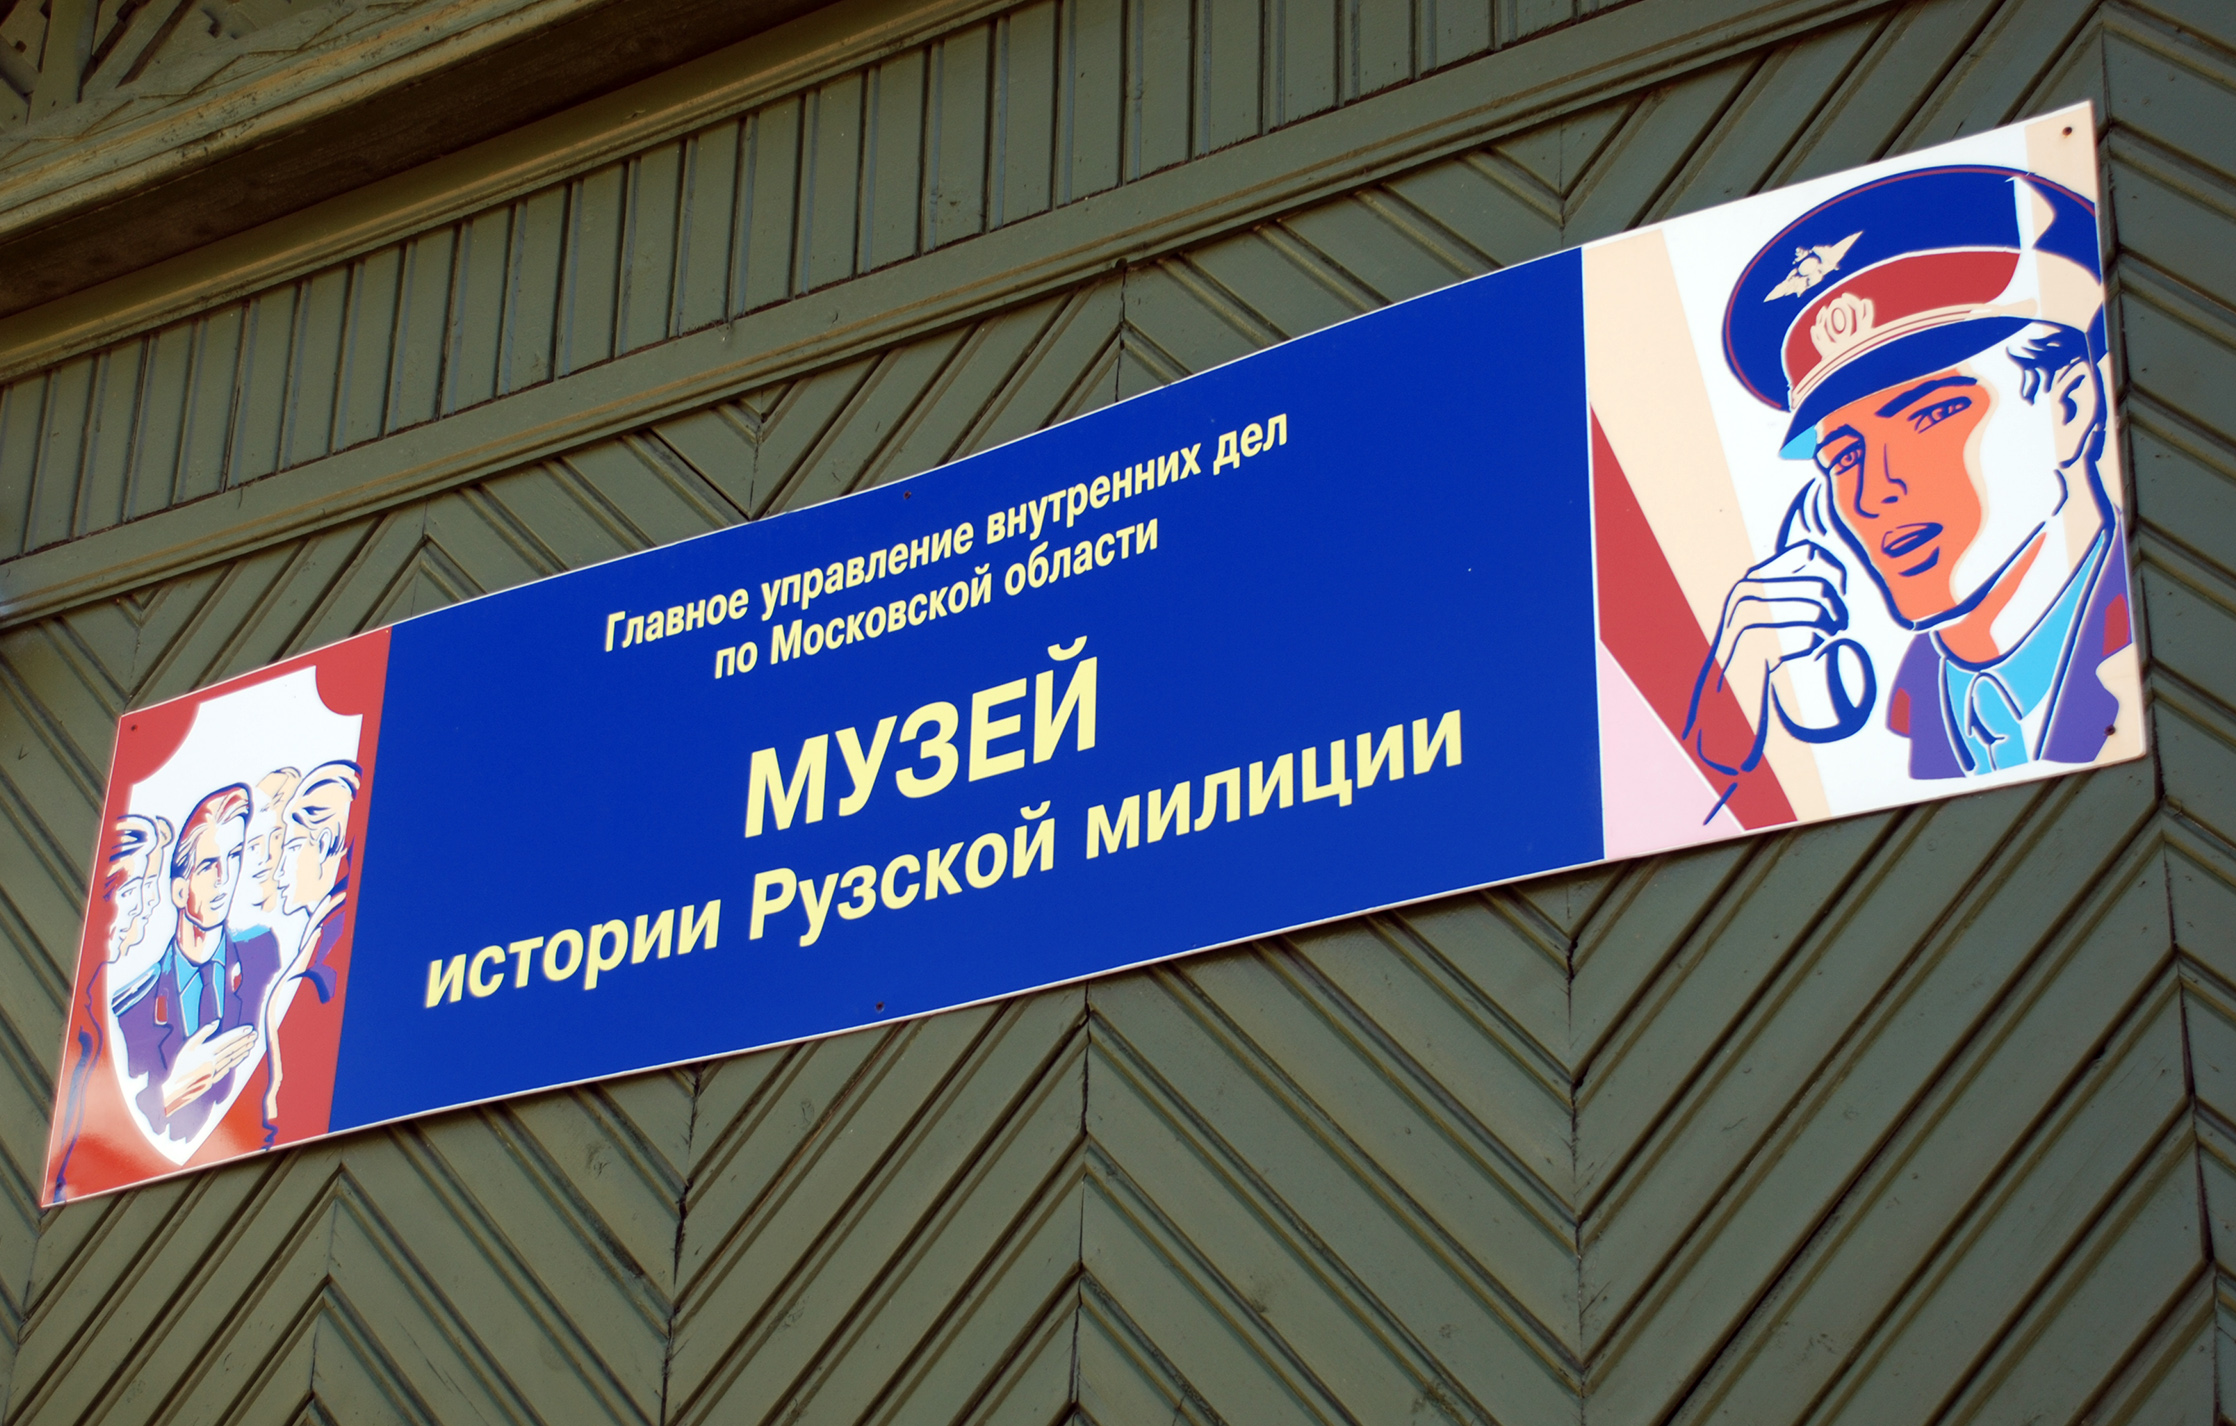 Главное управление внутренних дел
по Московской области
МУЗЕЙ
истории Рузской милиции